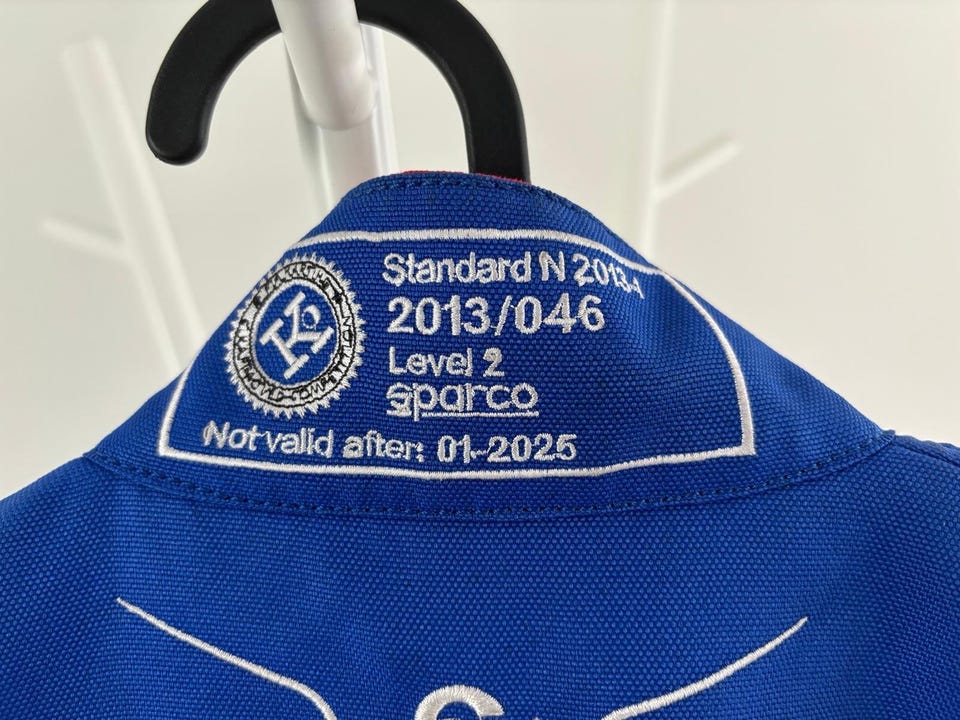 Standard N 2013-1
2013/046
Level 2
sparco
Not valid after: 01-2025